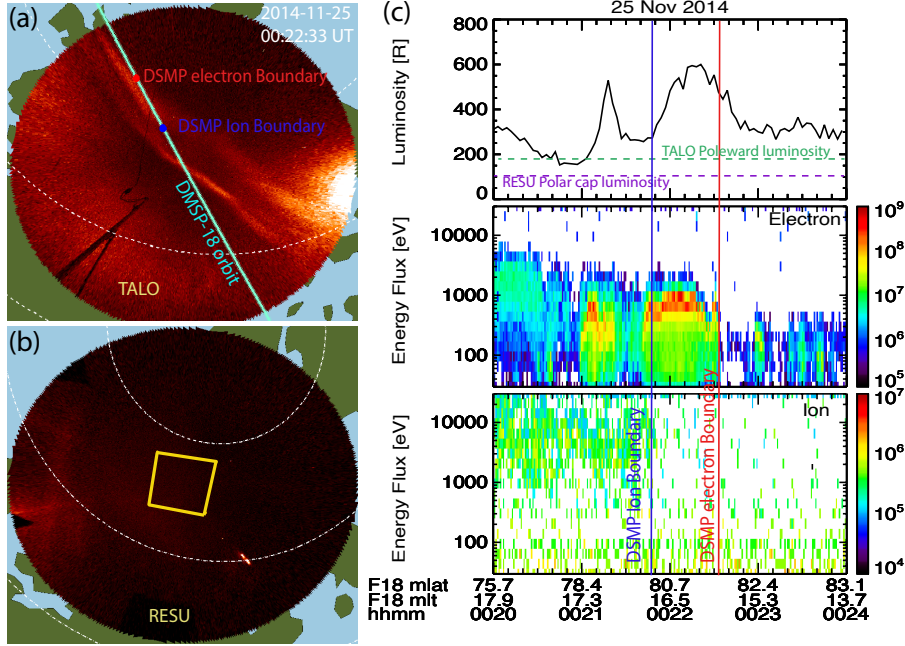 (a)
2014-11-25
00:22:33 UT
DSMP electron Boundary
DSMP Ion Boundary
DMSP-18 orbit
TALO
(b)
RESU
(c)
25 Nov 2014
Luminosity [R]
800
600
400
200
0
TALO Poleward luminosity
RESU Polar cap luminosity
Electron
Energy Flux [eV]
10000
1000
100
10⁹
10⁸
10⁷
10⁶
10⁵
Ion
Energy Flux [eV]
10000
1000
100
10⁷
10⁶
10⁵
10⁴
DSMP Ion Boundary
DSMP electron Boundary
F18 mlat 75.7 78.4 80.7 82.4 83.1
F18 mlt 17.9 17.3 16.5 15.3 13.7
hhmm 0020 0021 0022 0023 0024